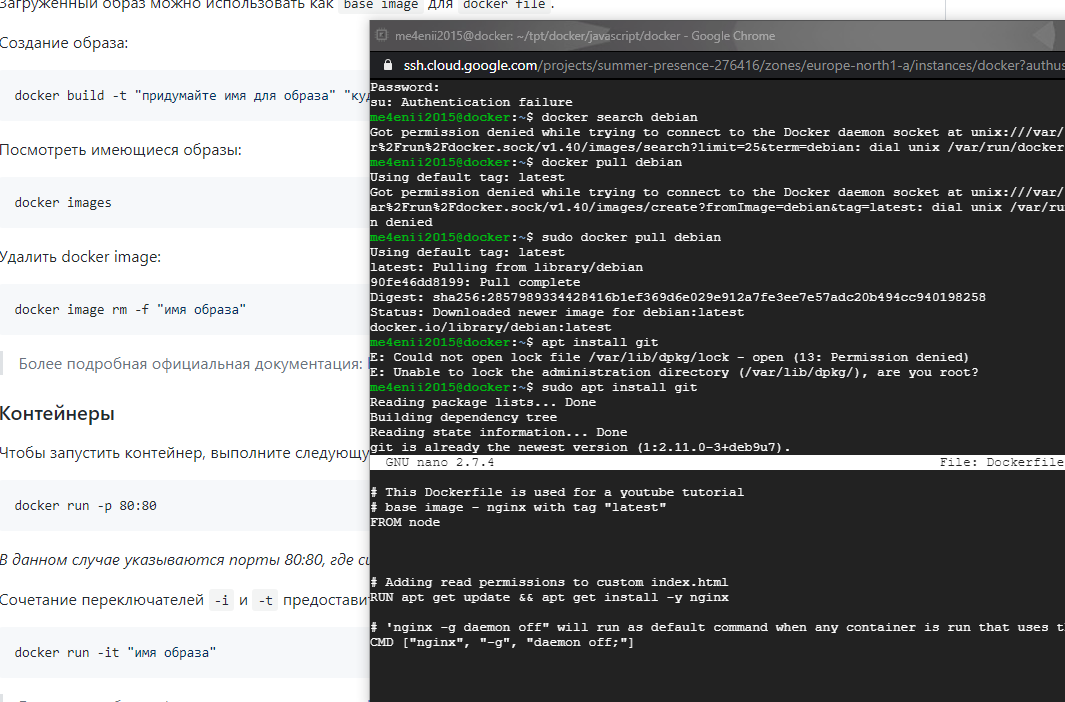 Загруженный образ можно использовать как base image для docker file.
Создание образа:
docker build -t "придумайте имя для образа"
Посмотреть имеющиеся образы:
docker images
Удалить docker image:
docker image rm -f "имя образа"
Более подробная официальная документация:
Контейнеры
Чтобы запустить контейнер, выполните
docker run -p 80:80
В данном случае указываются порты 80:80, где
Сочетание переключателей -i и -t
docker run -it "имя образа"
me4enii2015@docker: ~/tpt/docker/javascript/docker - Google Chrome
ssh.cloud.google.com/projects/summer-presence-276416/zones/europe-north1-a/instances/docker?authus
Password:
su: Authentication failure
me4enii2015@docker:~$ docker search debian
Got permission denied while trying to connect to the Docker daemon socket at unix:///var/
r%2Frun%2Fdocker.sock/v1.40/images/search?limit=25&term=debian: dial unix /var/run/docker
me4enii2015@docker:~$ docker pull debian
Using default tag: latest
Got permission denied while trying to connect to the Docker daemon socket at unix:///var/
ar%2Frun%2Fdocker.sock/v1.40/images/create?fromImage=debian&tag=latest: dial unix /var/ru
n denied
me4enii2015@docker:~$ sudo docker pull debian
Using default tag: latest
latest: Pulling from library/debian
90fe46dd8199: Pull complete
Digest: sha256:2857989334428416b1ef369d6e029e912a7fe3ee7e57adc20b494cc940198258
Status: Downloaded newer image for debian:latest
docker.io/library/debian:latest
me4enii2015@docker:~$ apt install git
E: Could not open lock file /var/lib/dpkg/lock - open (13: Permission denied)
E: Unable to lock the administration directory (/var/lib/dpkg/), are you root?
me4enii2015@docker:~$ sudo apt install git
Reading package lists... Done
Building dependency tree
Reading state information... Done
git is already the newest version (1:2.11.0-3+deb9u7).
GNU nano 2.7.4 File: Dockerfile
# This Dockerfile is used for a youtube tutorial
# base image - nginx with tag "latest"
FROM node
# Adding read permissions to custom index.html
RUN apt get update && apt get install -y nginx
# 'nginx -g daemon off" will run as default command when any container is run that uses t
CMD ["nginx", "-g", "daemon off;"]